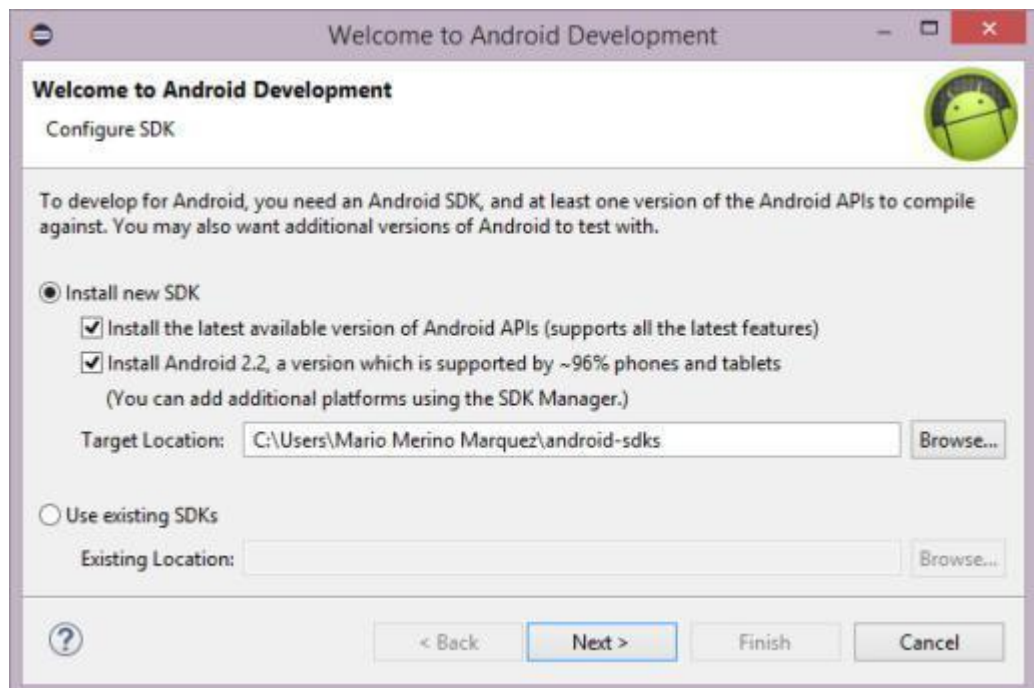 Welcome to Android Development
Welcome to Android Development
Configure SDK
To develop for Android, you need an Android SDK, and at least one version of the Android APIs to compile
against. You may also want additional versions of Android to test with.
Install new SDK
Install the latest available version of Android APIs (supports all the latest features)
Install Android 2.2, a version which is supported by ~96% phones and tablets
(You can add additional platforms using the SDK Manager.)
Target Location: C:\Users\Mario Merino Marquez\android-sdks Browse...
Use existing SDKs
Existing Location: Browse...
? < Back Next > Finish Cancel